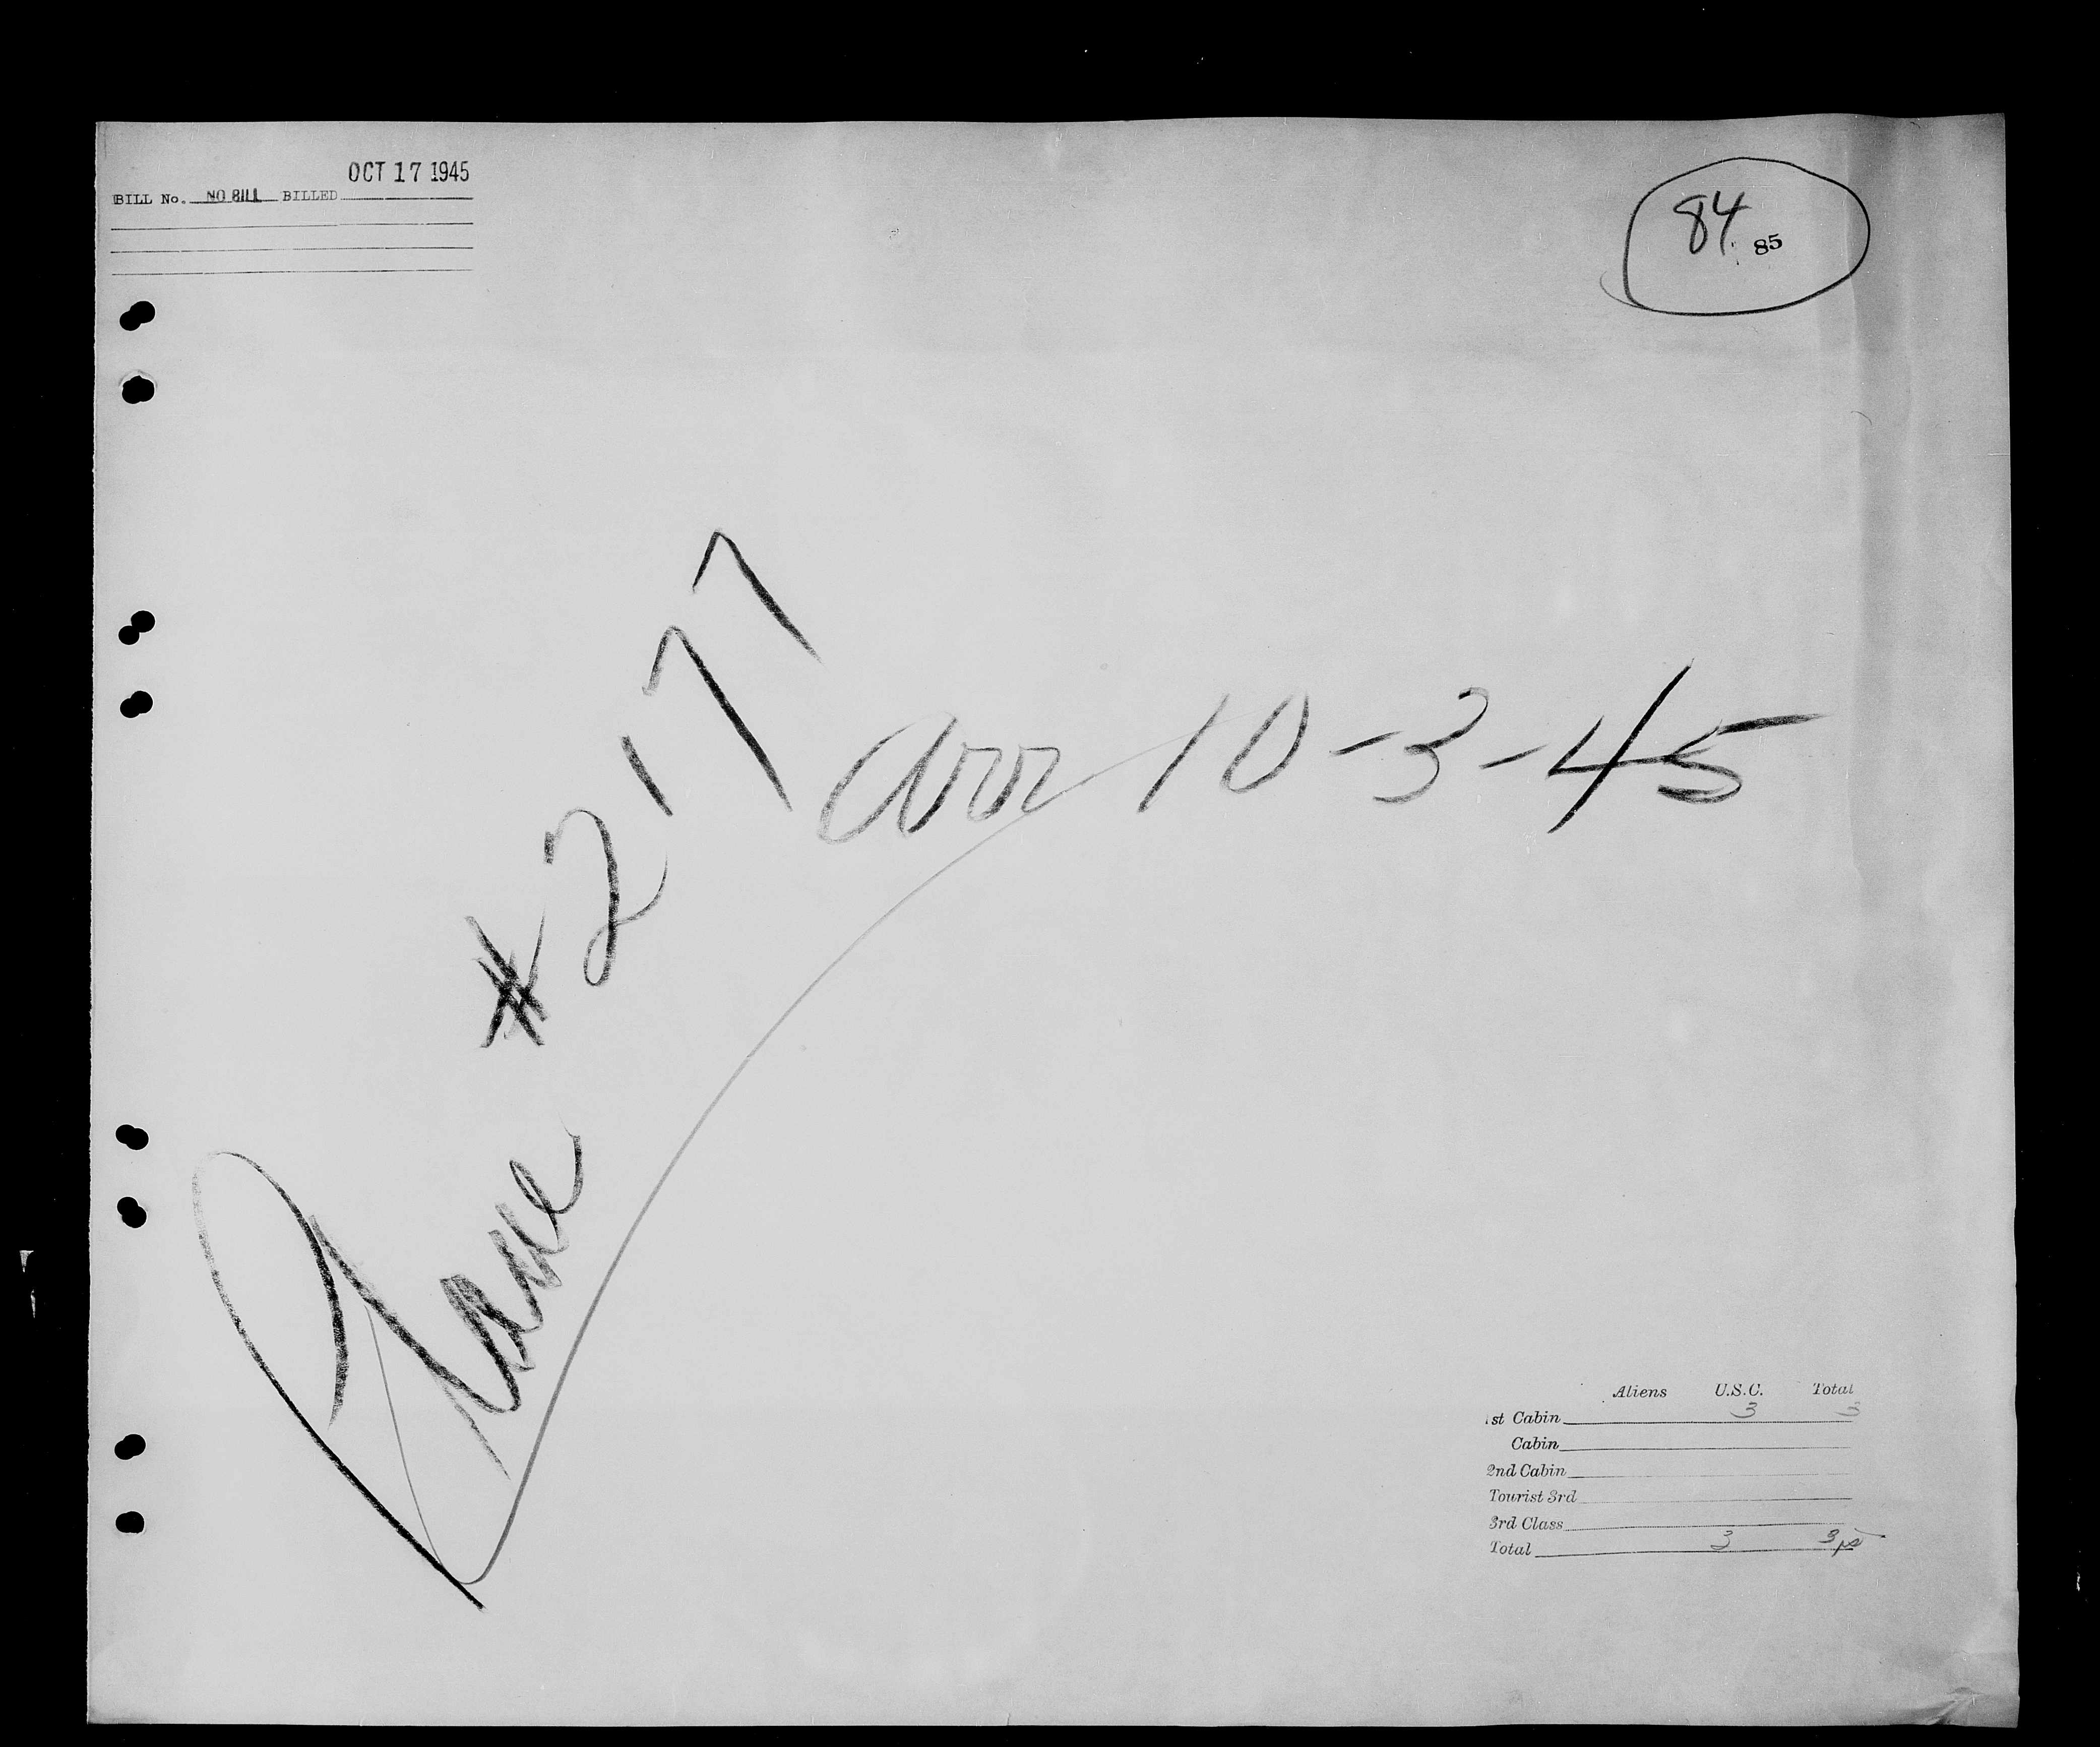 OCT 17 1945
BILL No. NO BILL BILLED
84
85
Plane #2177
arr 10-3-45
Aliens U.S.C. Total
1st Cabin 3 3
Cabin
2nd Cabin
Tourist 3rd
3rd Class
Total 3 3